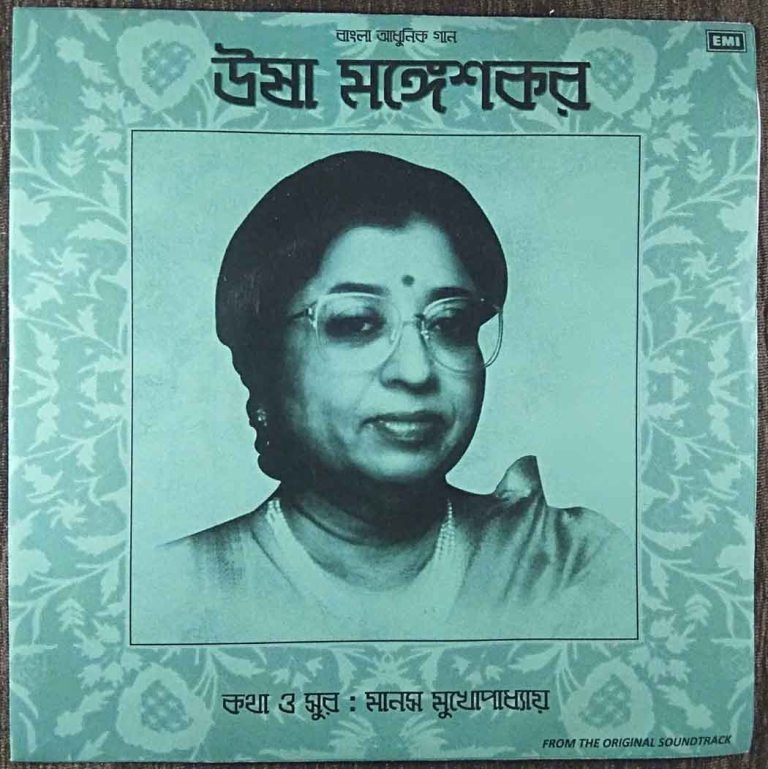 বাংলা আধুনিক গান
EMI
উষা মঙ্গেশকর
কথা ও সুর : মানস মুখোপাধ্যায়
FROM THE ORIGINAL SOUNDTRACK